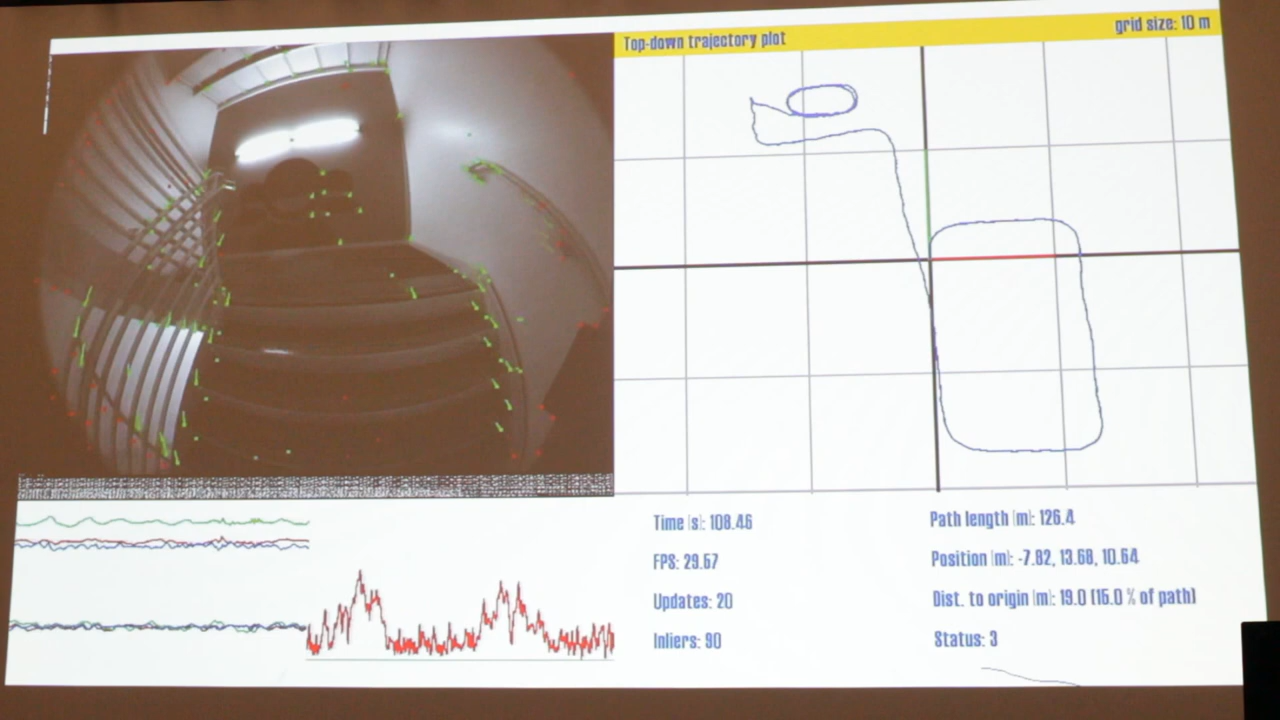 Top-down trajectory plot
grid size: 10 m
Time [s]: 108.46
Path length [m]: 126.4
FPS: 29.67
Position [m]: -7.82, 13.68, 10.64
Updates: 20
Dist. to origin [m]: 19.0 (15.0 % of path)
Inliers: 90
Status: 3